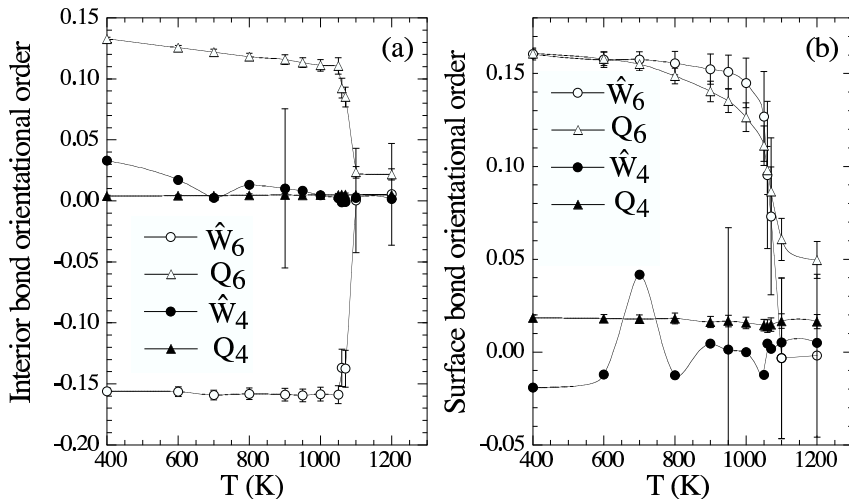 Interior bond orientational order
0.15
0.10
0.05
0.00
-0.05
-0.10
-0.15
-0.20
(a)
Ŵ6
Q6
Ŵ4
Q4
400 600 800 1000 1200
T (K)
Surface bond orientational order
0.20
0.15
0.10
0.05
0.00
-0.05
(b)
Ŵ6
Q6
Ŵ4
Q4
400 600 800 1000 1200
T (K)